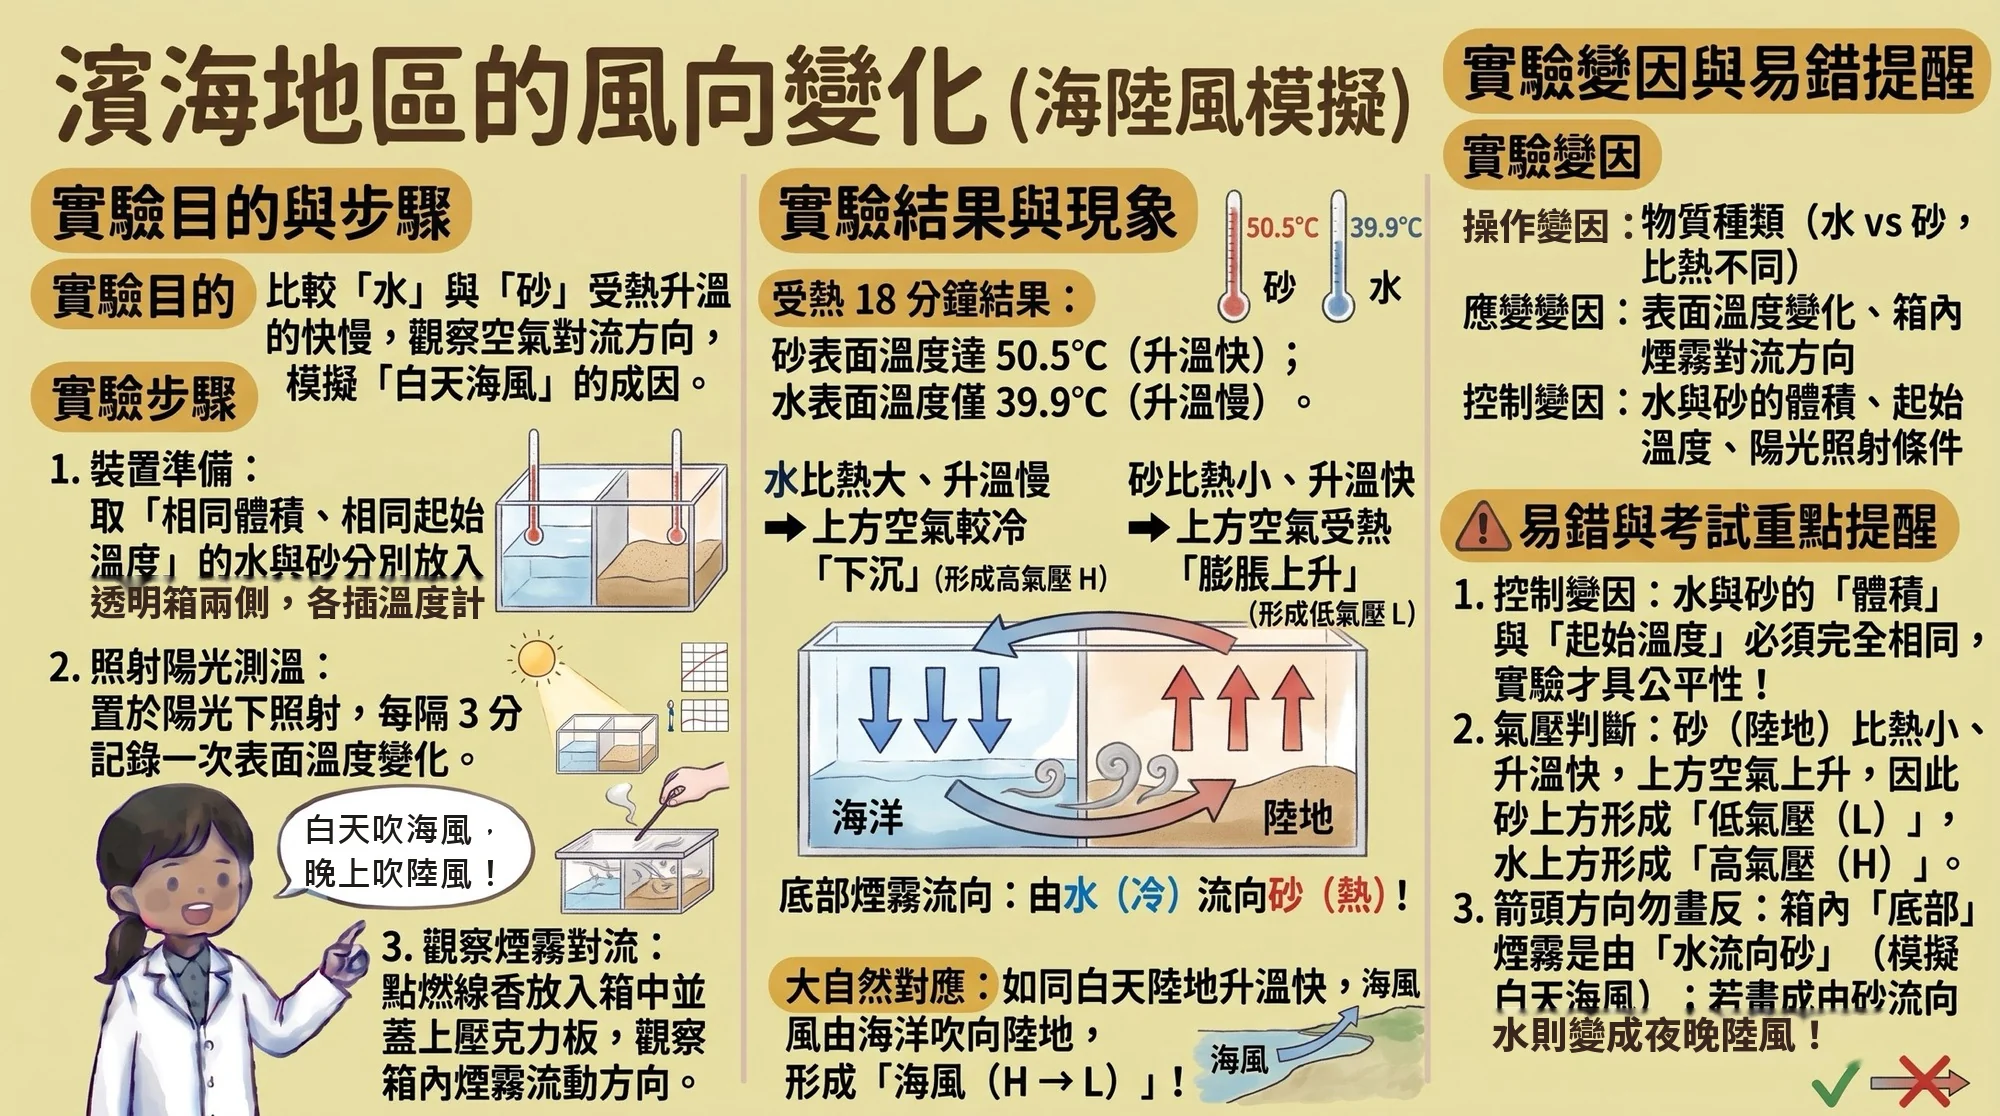 濱海地區的風向變化 (海陸風模擬)
實驗目的與步驟
實驗目的
比較「水」與「砂」受熱升溫
的快慢，觀察空氣對流方向，
模擬「白天海風」的成因。
實驗步驟
1. 裝置準備：
取「相同體積、相同起始
溫度」的水與砂分別放入
透明箱兩側，各插溫度計
2. 照射陽光測溫：
置於陽光下照射，每隔 3 分
記錄一次表面溫度變化。
白天吹海風，
晚上吹陸風！
3. 觀察煙霧對流：
點燃線香放入箱中並
蓋上壓克力板，觀察
箱內煙霧流動方向。
實驗結果與現象
50.5℃
砂
39.9℃
水
受熱 18 分鐘結果：
砂表面溫度達 50.5℃（升溫快）；
水表面溫度僅 39.9℃（升溫慢）。
水比熱大、升溫慢
➡上方空氣較冷
「下沉」(形成高氣壓 H)
砂比熱小、升溫快
➡上方空氣受熱
「膨脹上升」
(形成低氣壓 L)
海洋
陸地
底部煙霧流向：由水（冷）流向砂（熱）！
大自然對應：如同白天陸地升溫快，海風
風由海洋吹向陸地，
形成「海風（H → L）」！
海風
實驗變因與易錯提醒
實驗變因
操作變因：物質種類（水 vs 砂，
比熱不同）
應變變因：表面溫度變化、箱內
煙霧對流方向
控制變因：水與砂的體積、起始
溫度、陽光照射條件
易錯與考試重點提醒
1. 控制變因：水與砂的「體積」
與「起始溫度」必須完全相同，
實驗才具公平性！
2. 氣壓判斷：砂（陸地）比熱小、
升溫快，上方空氣上升，因此
砂上方形成「低氣壓（L）」，
水上方形成「高氣壓（H）」。
3. 箭頭方向勿畫反：箱內「底部」
煙霧是由「水流向砂」（模擬
白天海風）；若畫成由砂流向
水則變成夜晚陸風！